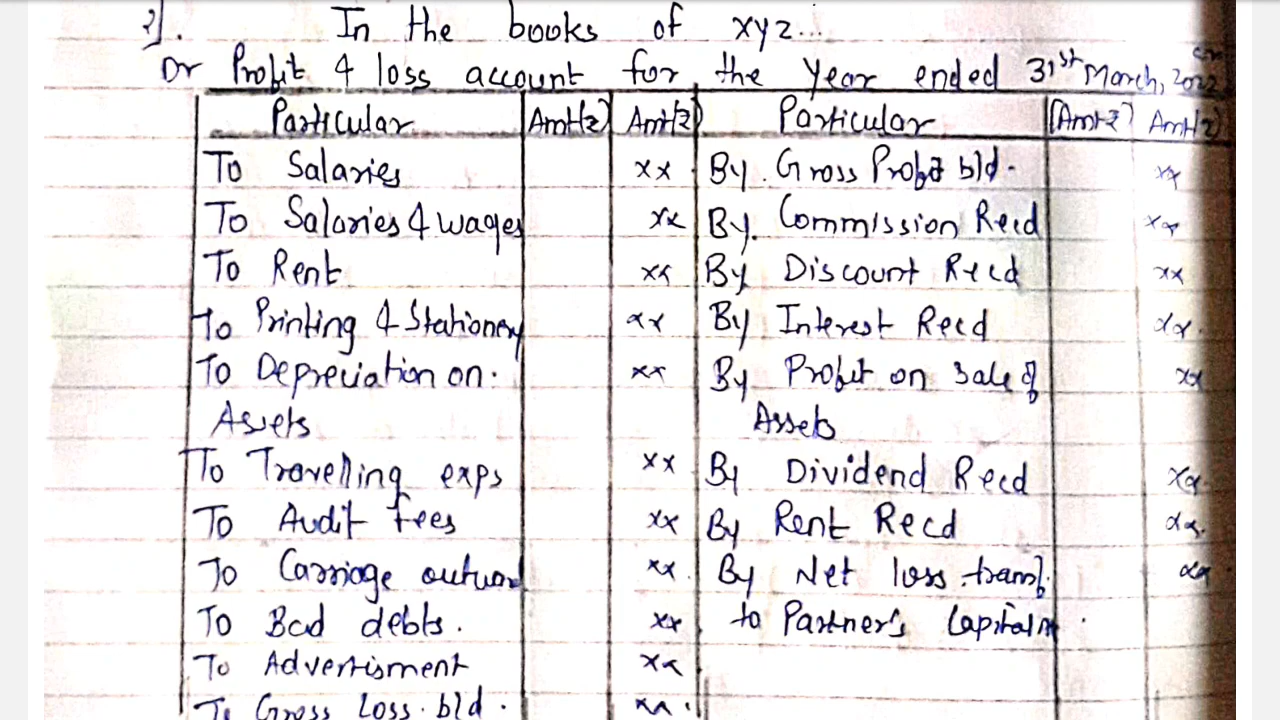 2].
In the books of xyz...
Dr Profit & loss account for the Year ended 31st March, 2022 Cr
Particular Amt(₹) Amt(₹) Particular Amt₹ Amt(₹)
To Salaries xx By Gross Profit b/d.
xx
To Salaries & wages xx By Commission Recd xx
To Rent xx By Discount Recd xx
To Printing & Stationery xx By Interest Recd xx.
To Depreciation on. xx By Profit on Sale of xx
Assets Assets
To Travelling exps xx By Dividend Recd xx.
To Audit fees xx By Rent Recd xx.
To Carriage outward xx. By Net loss transf. xx.
To Bad debts. xx to Partner's Capital
To Advertisment xx
To Gross Loss. b/d. xx.